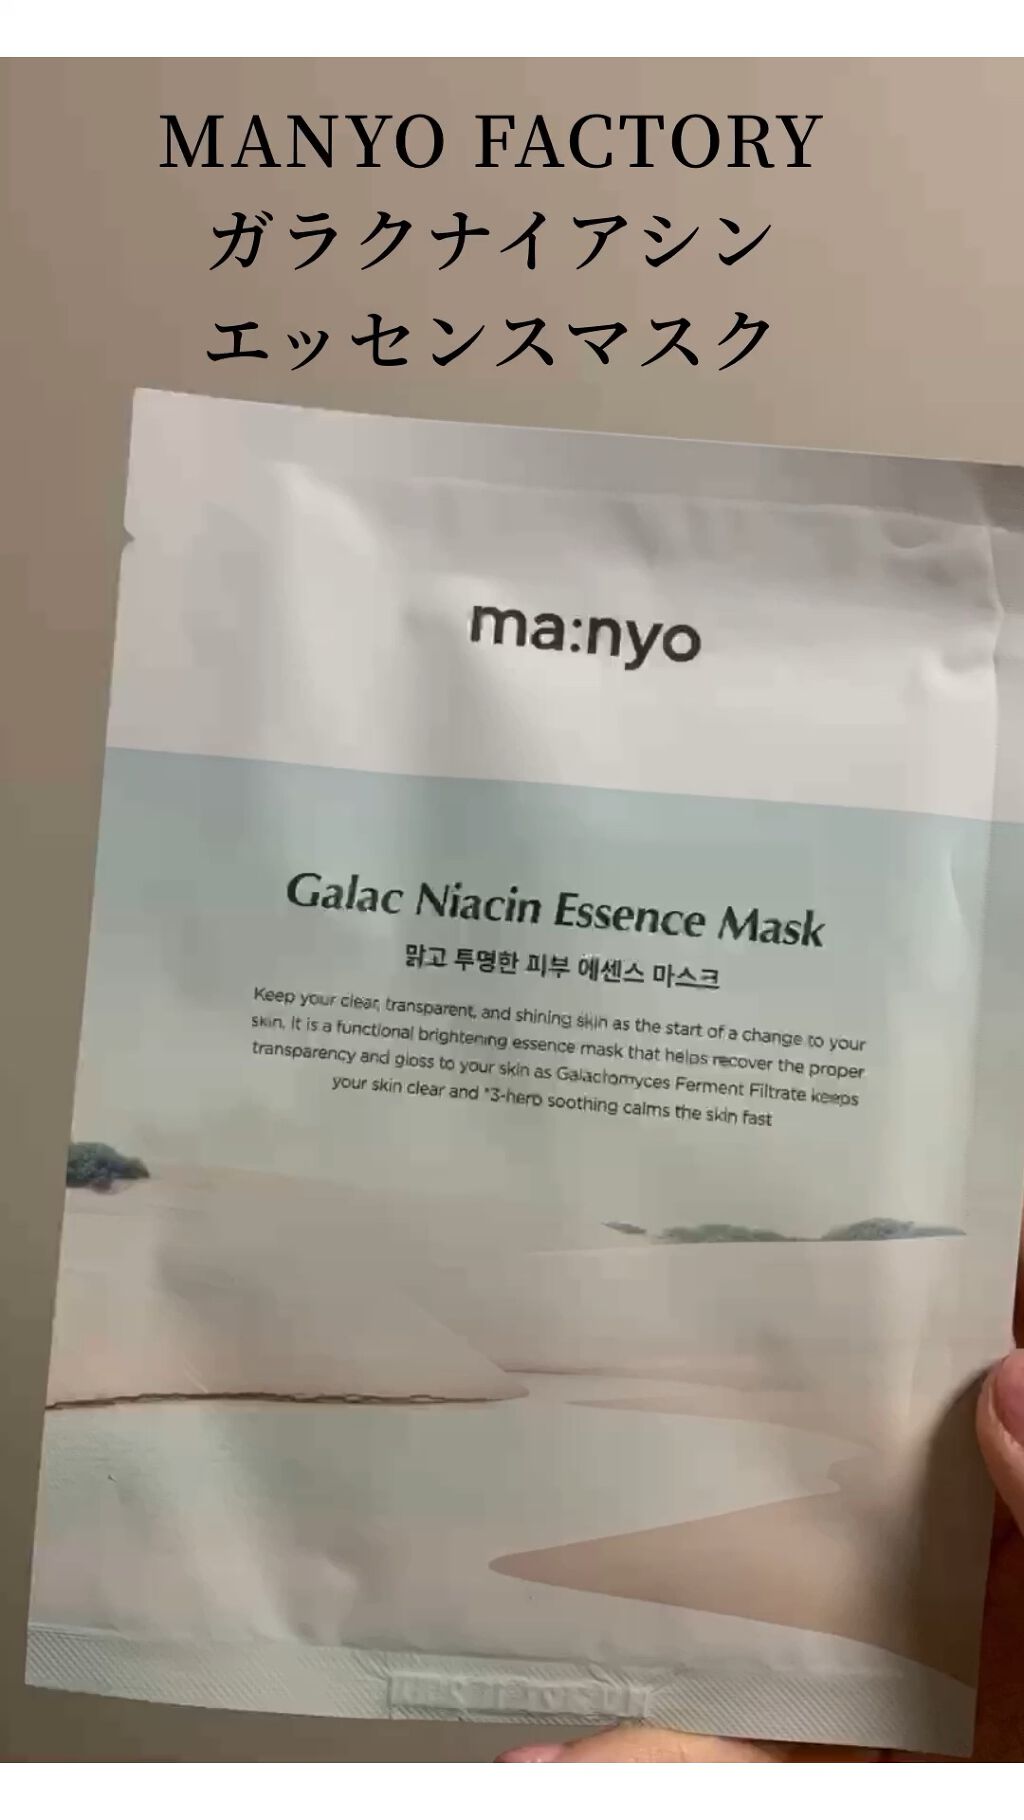 MANYO FACTORY
ガラクナイアシン
エッセンスマスク
ma:nyo
Galac Niacin Essence Mask
맑고 투명한 피부 에센스 마스크
Keep your clear, transparent, and shining skin as the start of a change to your
skin. It is a functional brightening essence mask that helps recover the proper
transparency and gloss to your skin as Galactomyces Ferment Filtrate keeps
your skin clear and *3-hero soothing calms the skin fast